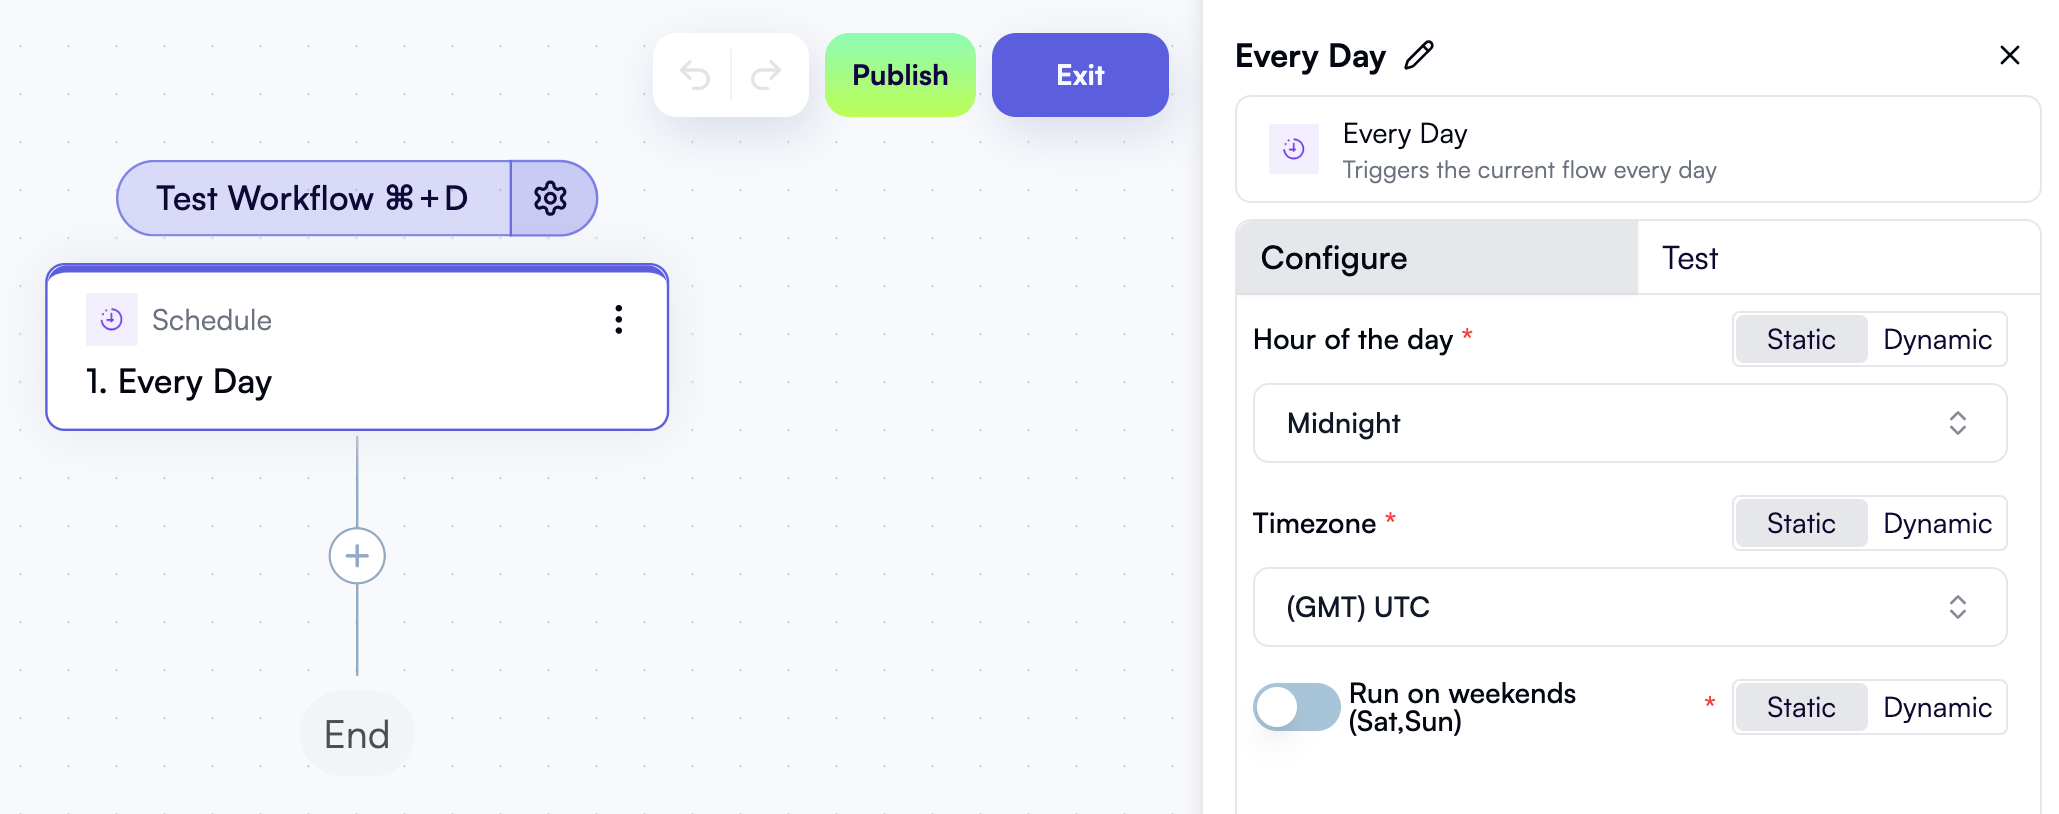 Publish
Exit
Test Workflow ⌘+D
Schedule
1. Every Day
End
Every Day
Every Day
Triggers the current flow every day
Configure
Test
Hour of the day *
Static
Dynamic
Midnight
Timezone *
Static
Dynamic
(GMT) UTC
Run on weekends
(Sat,Sun)
*
Static
Dynamic